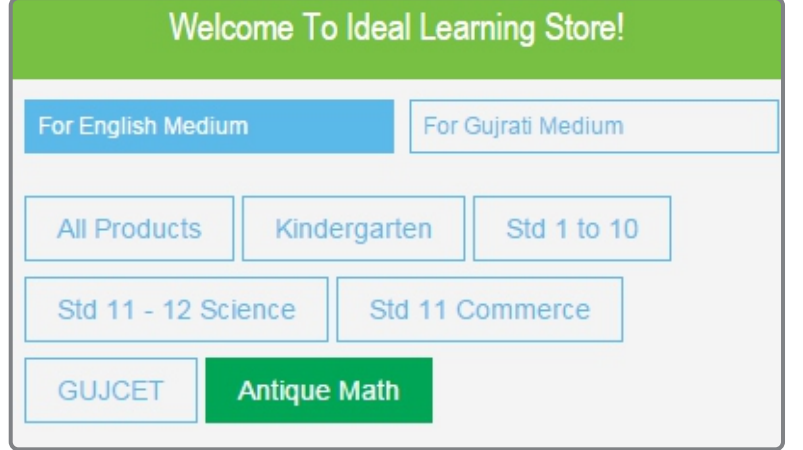 Welcome To Ideal Learning Store!
For English Medium For Gujrati Medium
All Products Kindergarten Std 1 to 10
Std 11 - 12 Science Std 11 Commerce
GUJCET Antique Math